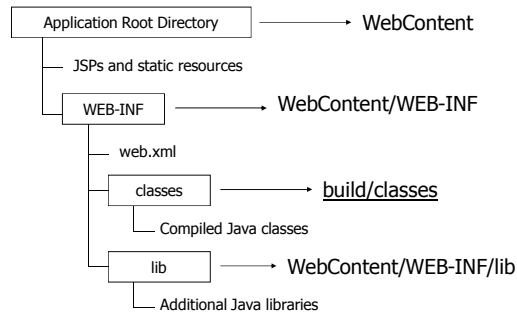 Application Root Directory
WebContent
JSPs and static resources
WEB-INF
WebContent/WEB-INF
web.xml
classes
build/classes
Compiled Java classes
lib
WebContent/WEB-INF/lib
Additional Java libraries